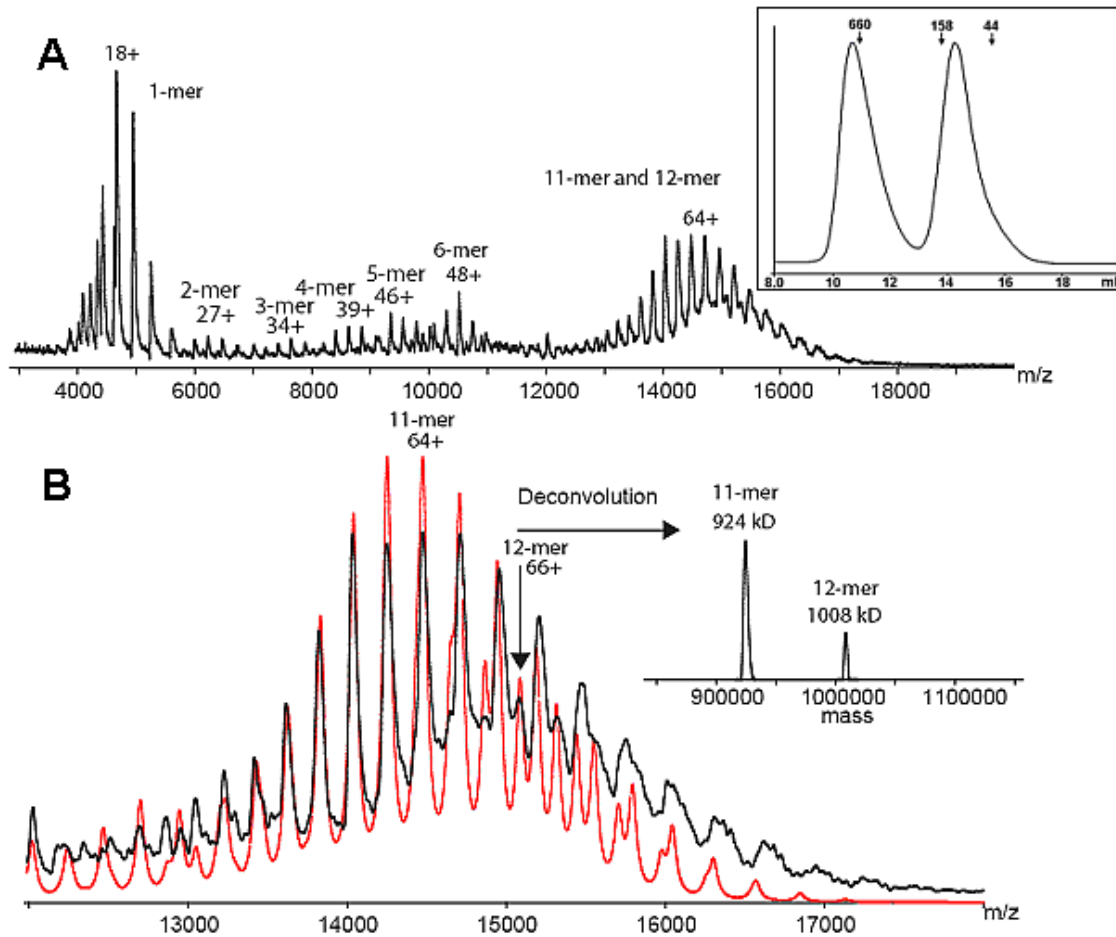 A
18+
1-mer
2-mer
27+
3-mer
34+
4-mer
39+
5-mer
46+
6-mer
48+
11-mer and 12-mer
64+
4000 6000 8000 10000 12000 14000 16000 18000 m/z
660 158 44
8.0 10 12 14 16 18
B
11-mer
64+
Deconvolution
12-mer
66+
11-mer
924 kD
12-mer
1008 kD
900000 1000000 1100000
mass
13000 14000 15000 16000 17000 m/z